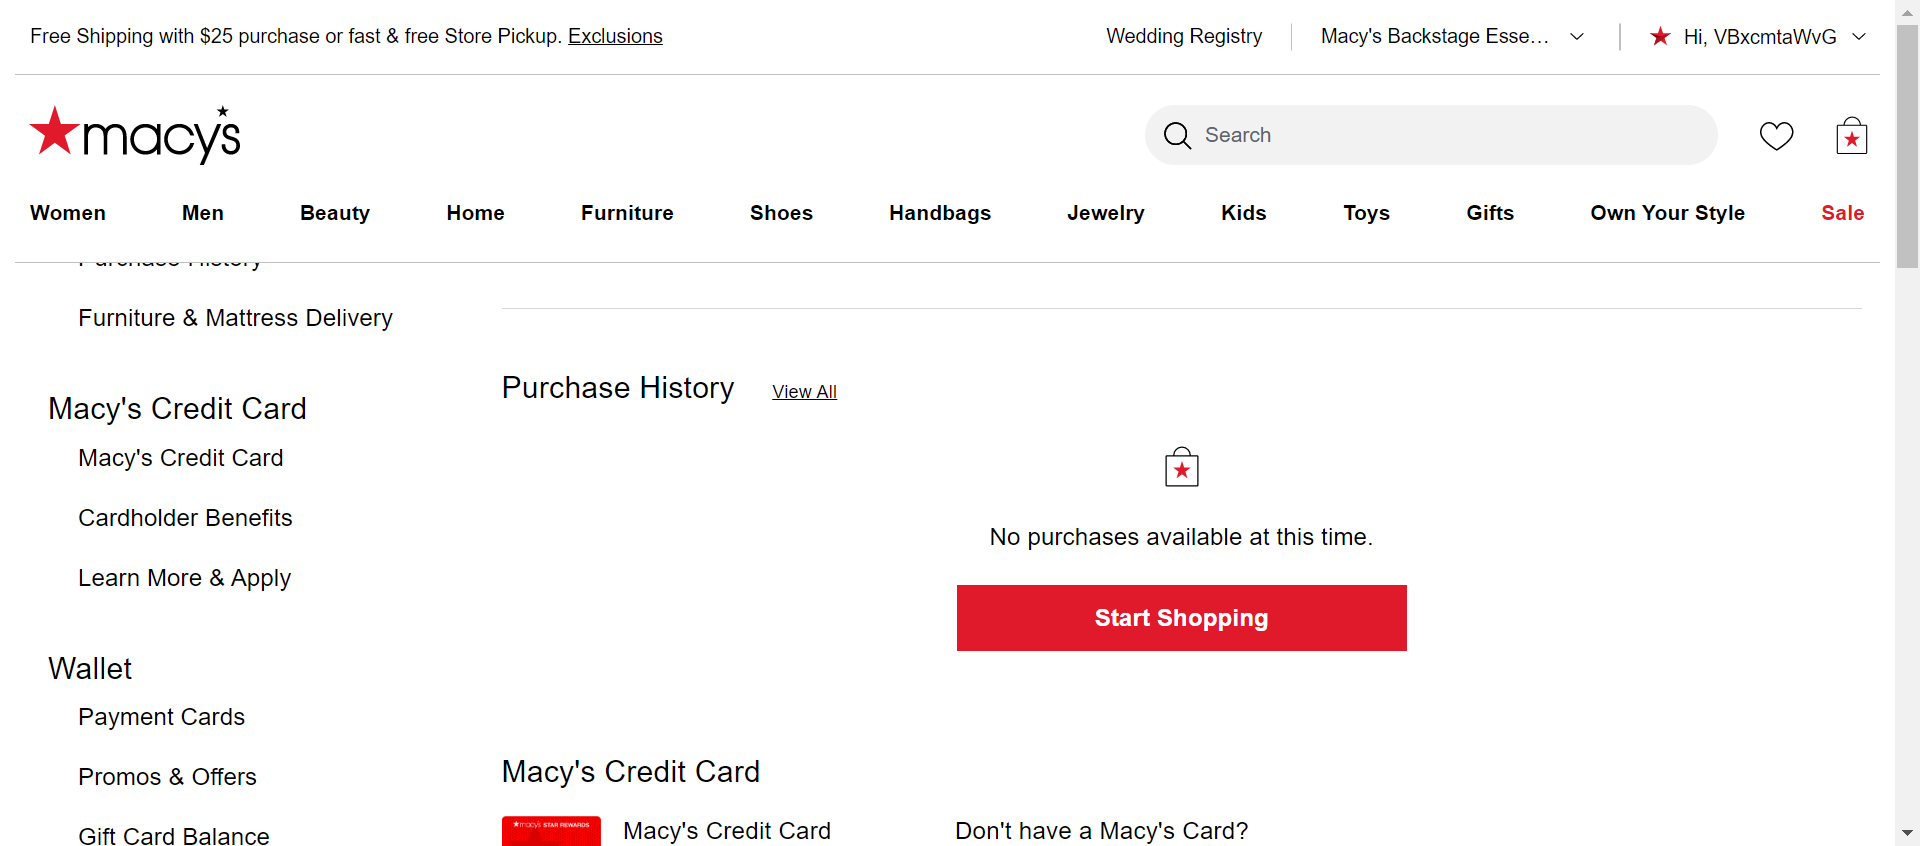 Free Shipping with $25 purchase or fast & free Store Pickup. Exclusions
Wedding Registry
Macy's Backstage Esse...
Hi, VBxcmtaWvG
macy's
Search
Women
Men
Beauty
Home
Furniture
Shoes
Handbags
Jewelry
Kids
Toys
Gifts
Own Your Style
Sale
Purchase History
Furniture & Mattress Delivery
Macy's Credit Card
Macy's Credit Card
Cardholder Benefits
Learn More & Apply
Wallet
Payment Cards
Promos & Offers
Gift Card Balance
Purchase History
View All
No purchases available at this time.
Start Shopping
Macy's Credit Card
macy's STAR REWARDS
Macy's Credit Card
Don't have a Macy's Card?